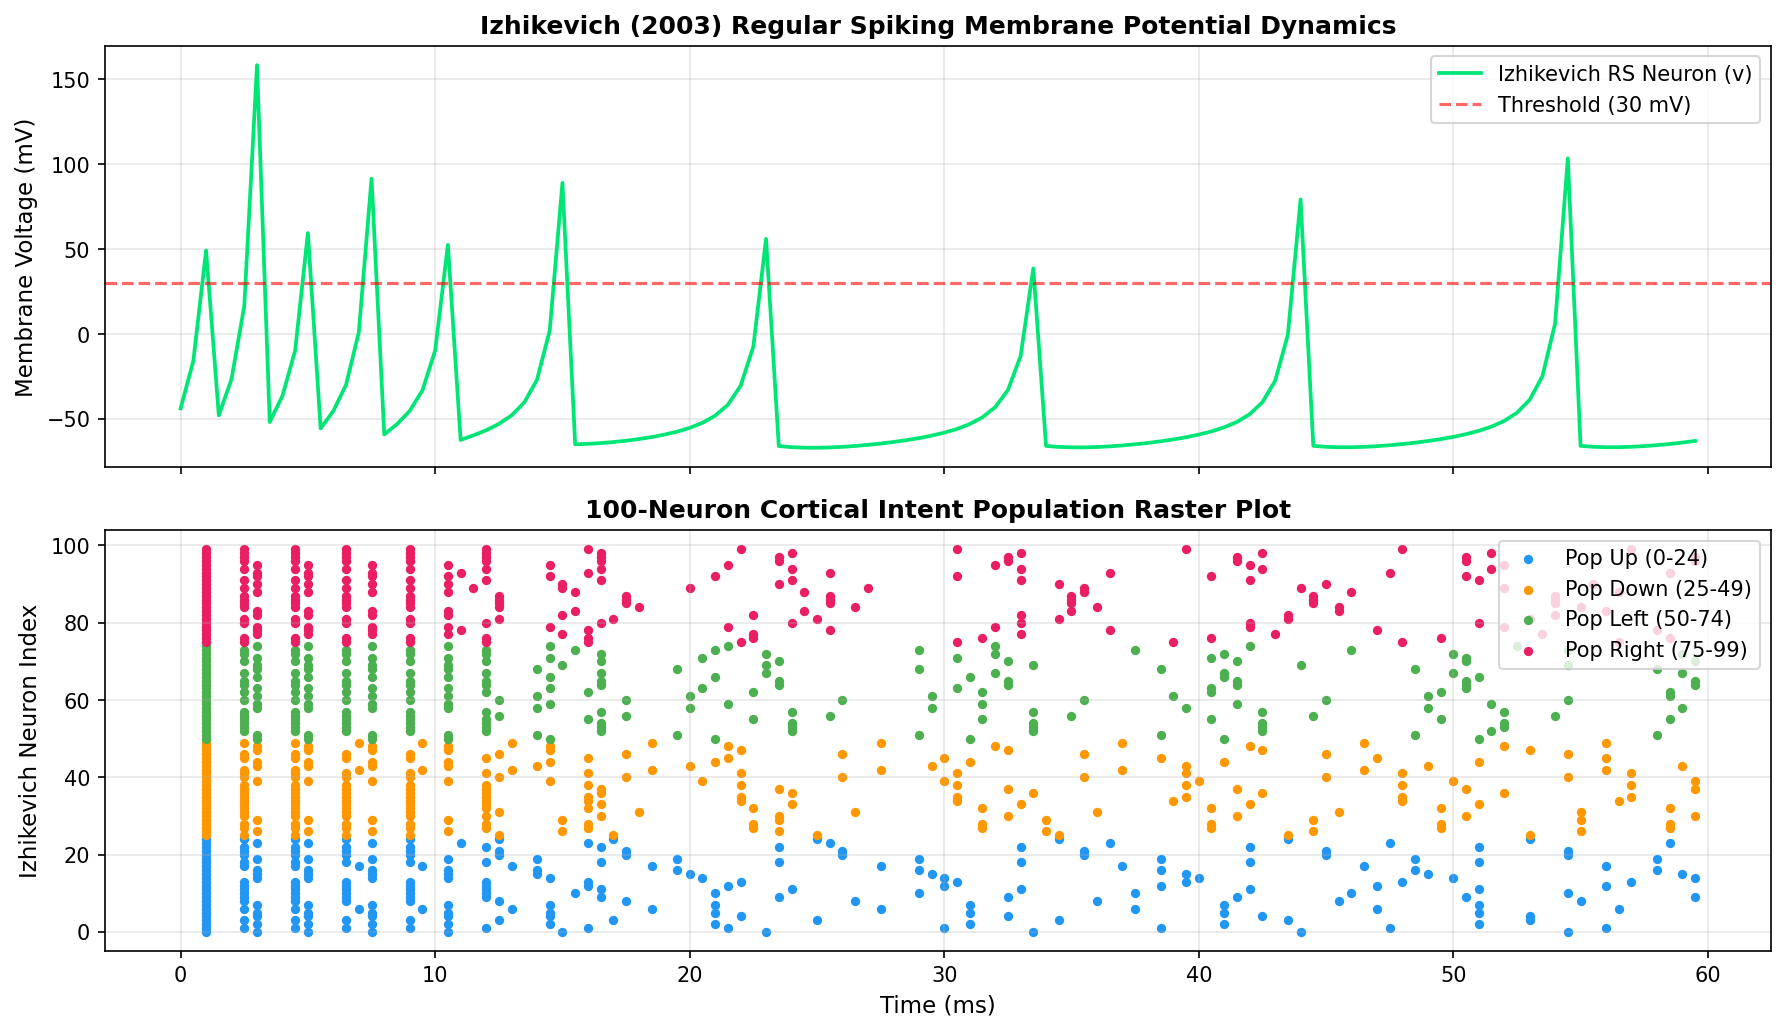 Izhikevich (2003) Regular Spiking Membrane Potential Dynamics
Izhikevich RS Neuron (v)
Threshold (30 mV)
Membrane Voltage (mV)
150
100
50
0
−50
100-Neuron Cortical Intent Population Raster Plot
Pop Up (0-24)
Pop Down (25-49)
Pop Left (50-74)
Pop Right (75-99)
Izhikevich Neuron Index
100
80
60
40
20
0
0 10 20 30 40 50 60
Time (ms)